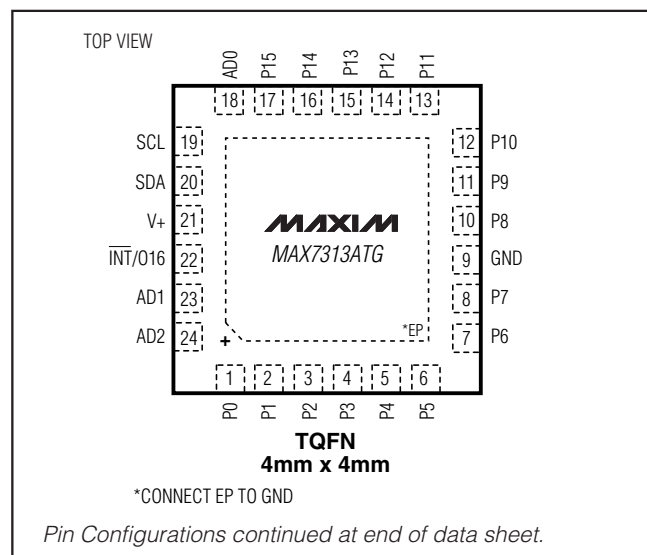 TOP VIEW
AD0 P15 P14 P13 P12 P11
18 17 16 15 14 13
SCL 19 12 P10
SDA 20 11 P9
V+ 21 10 P8
MAXIM
INT/O16 22 9 GND
MAX7313ATG
AD1 23 8 P7
AD2 24 7 P6
+ *EP
1 2 3 4 5 6
P0 P1 P2 P3 P4 P5
TQFN
4mm x 4mm
*CONNECT EP TO GND
Pin Configurations continued at end of data sheet.